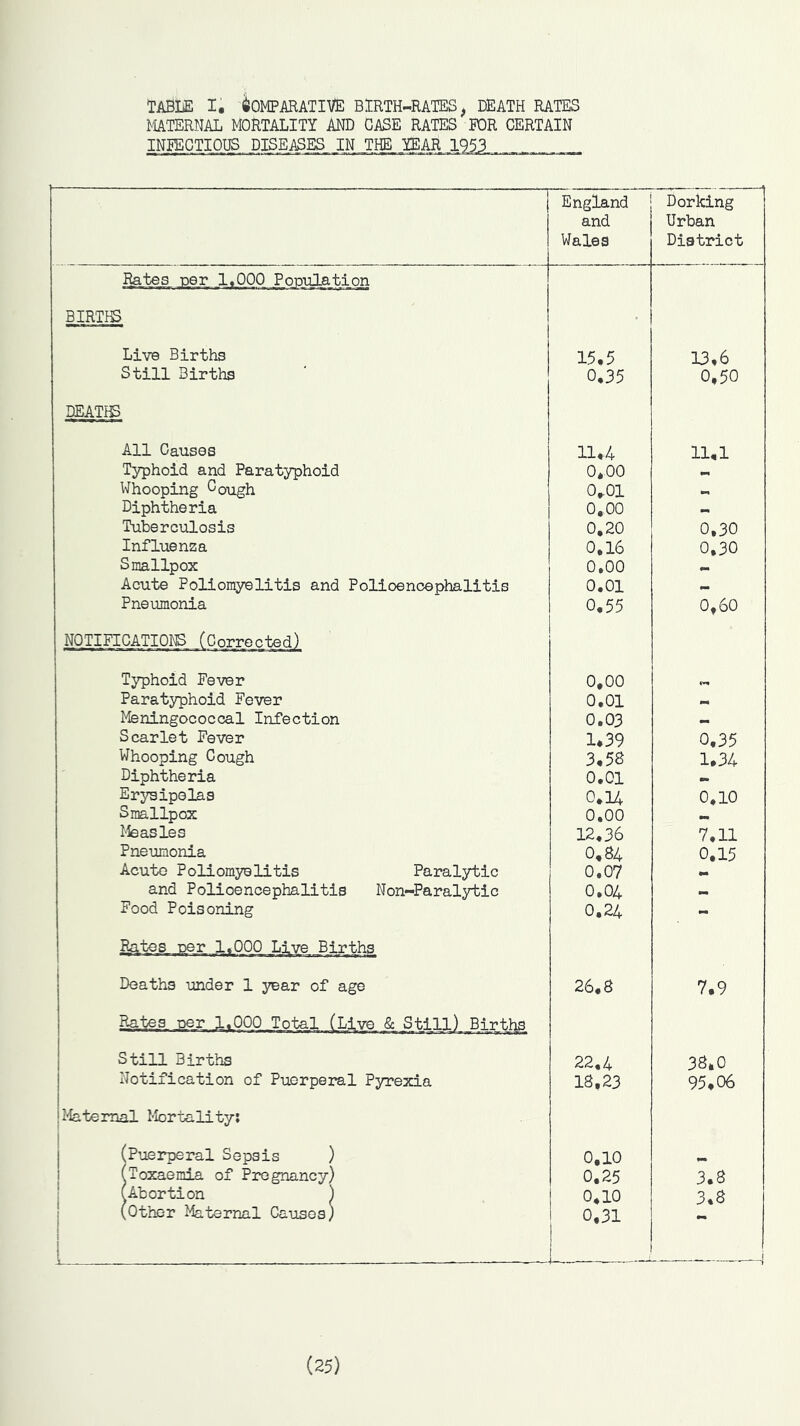 TABLE I. COMPARATIVE BIRTH-RATES, DEATH RATES
MATERNAL MORTALITY AND CASE RATES FOR CERTAIN
INFECTIOUS DISEASES IN THE YEAR 1953
England and Wales | Dorking Urban District
Rates per 1,000 Population
BIRTHS
Live Births 15.5 13.6
Still Births 0.35 0.50
DEATHS
All Causes 11.4 11.1
Typhoid and Paratyphoid 0.00 -
Whooping Cough 0.01 -
Diphtheria 0.00 -
Tuberculosis 0.20 0.30
Influenza 0.16 0.30
Smallpox 0.00 -
Acute Poliomyelitis and Polioencephalitis 0.01 -
Pneumonia 0.55 0.60
NOTIFICATIONS (Corrected)
Typhoid Fever 0.00 -
Paratyphoid Fever 0.01 -
Meningococcal Infection 0.03 -
Scarlet Fever 1.39 0.35
Whooping Cough 3.58 1.34
Diphtheria 0.01 -
Erysipelas 0.14 0.10
Smallpox 0.00 -
Measles 12.36 7.11
Pneumonia 0.84 0.15
Acute Poliomyelitis Paralytic 0.07 -
and Polioencephalitis Non-Paralytic 0.04 -
Food Poisoning 0.24 -
Rates per 1,000 Live Births
Deaths under 1 year of age 26.8 7.9
Rates per 1,000 Total (Live & Still) Births
Still Births 22.4 38.0
Notification of Puerperal Pyrexia 18.23 95.06
Maternal Mortality:
(Puerperal Sepsis ) 0.10 -
(Toxaemia of Pregnancy) 0.25 3.8
(Abortion ) 0.10 3.8
(Other Maternal Causes) 0.31 -
(25)